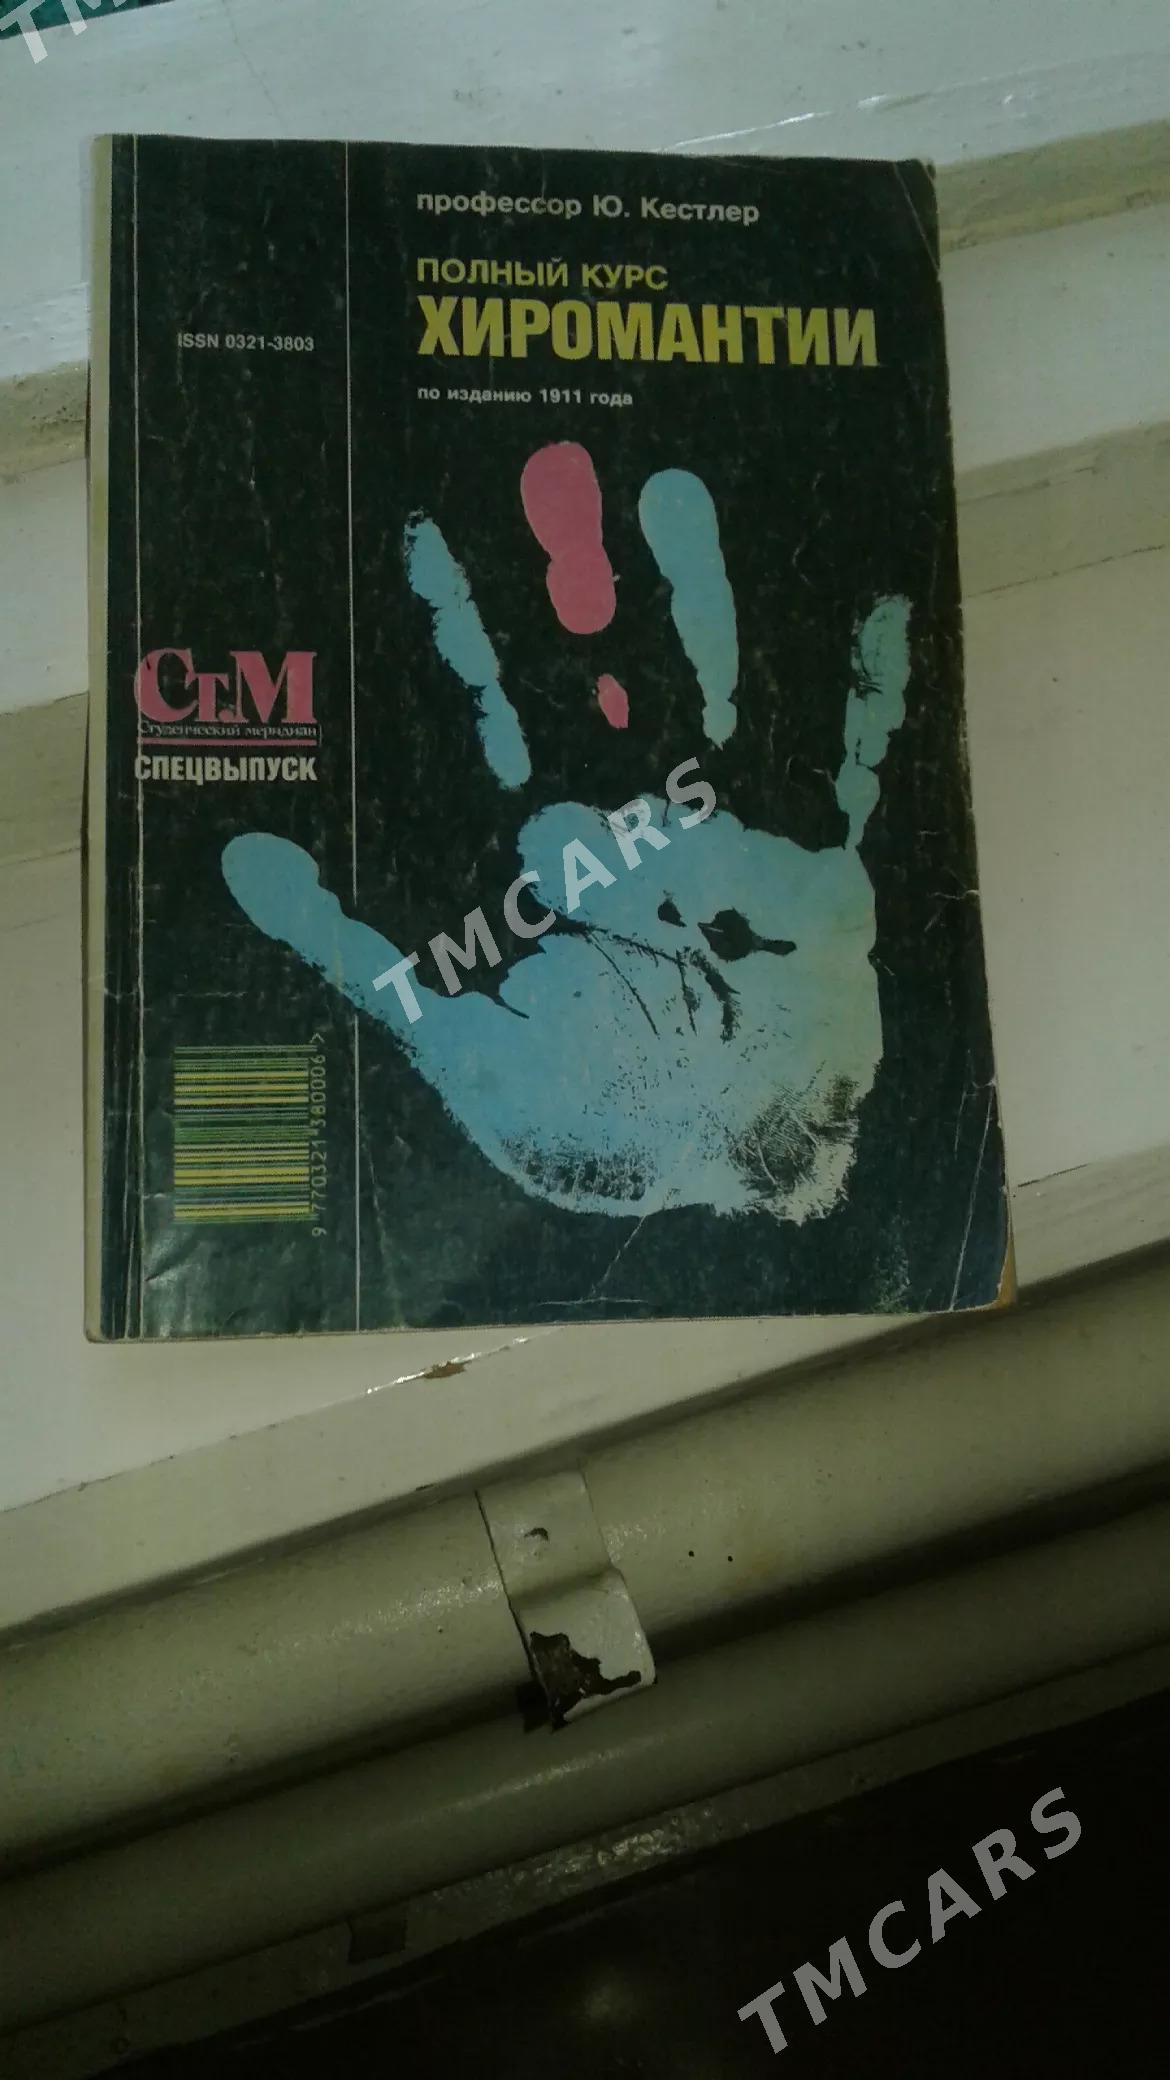 профессор Ю. Кестлер
ПОЛНЫЙ КУРС
ХИРОМАНТИИ
по изданию 1911 года
ISSN 0321-3803
Ст.М
Студенческий меридиан
СПЕЦВЫПУСК
9 770321 380006 >
TMCARS
TMCARS